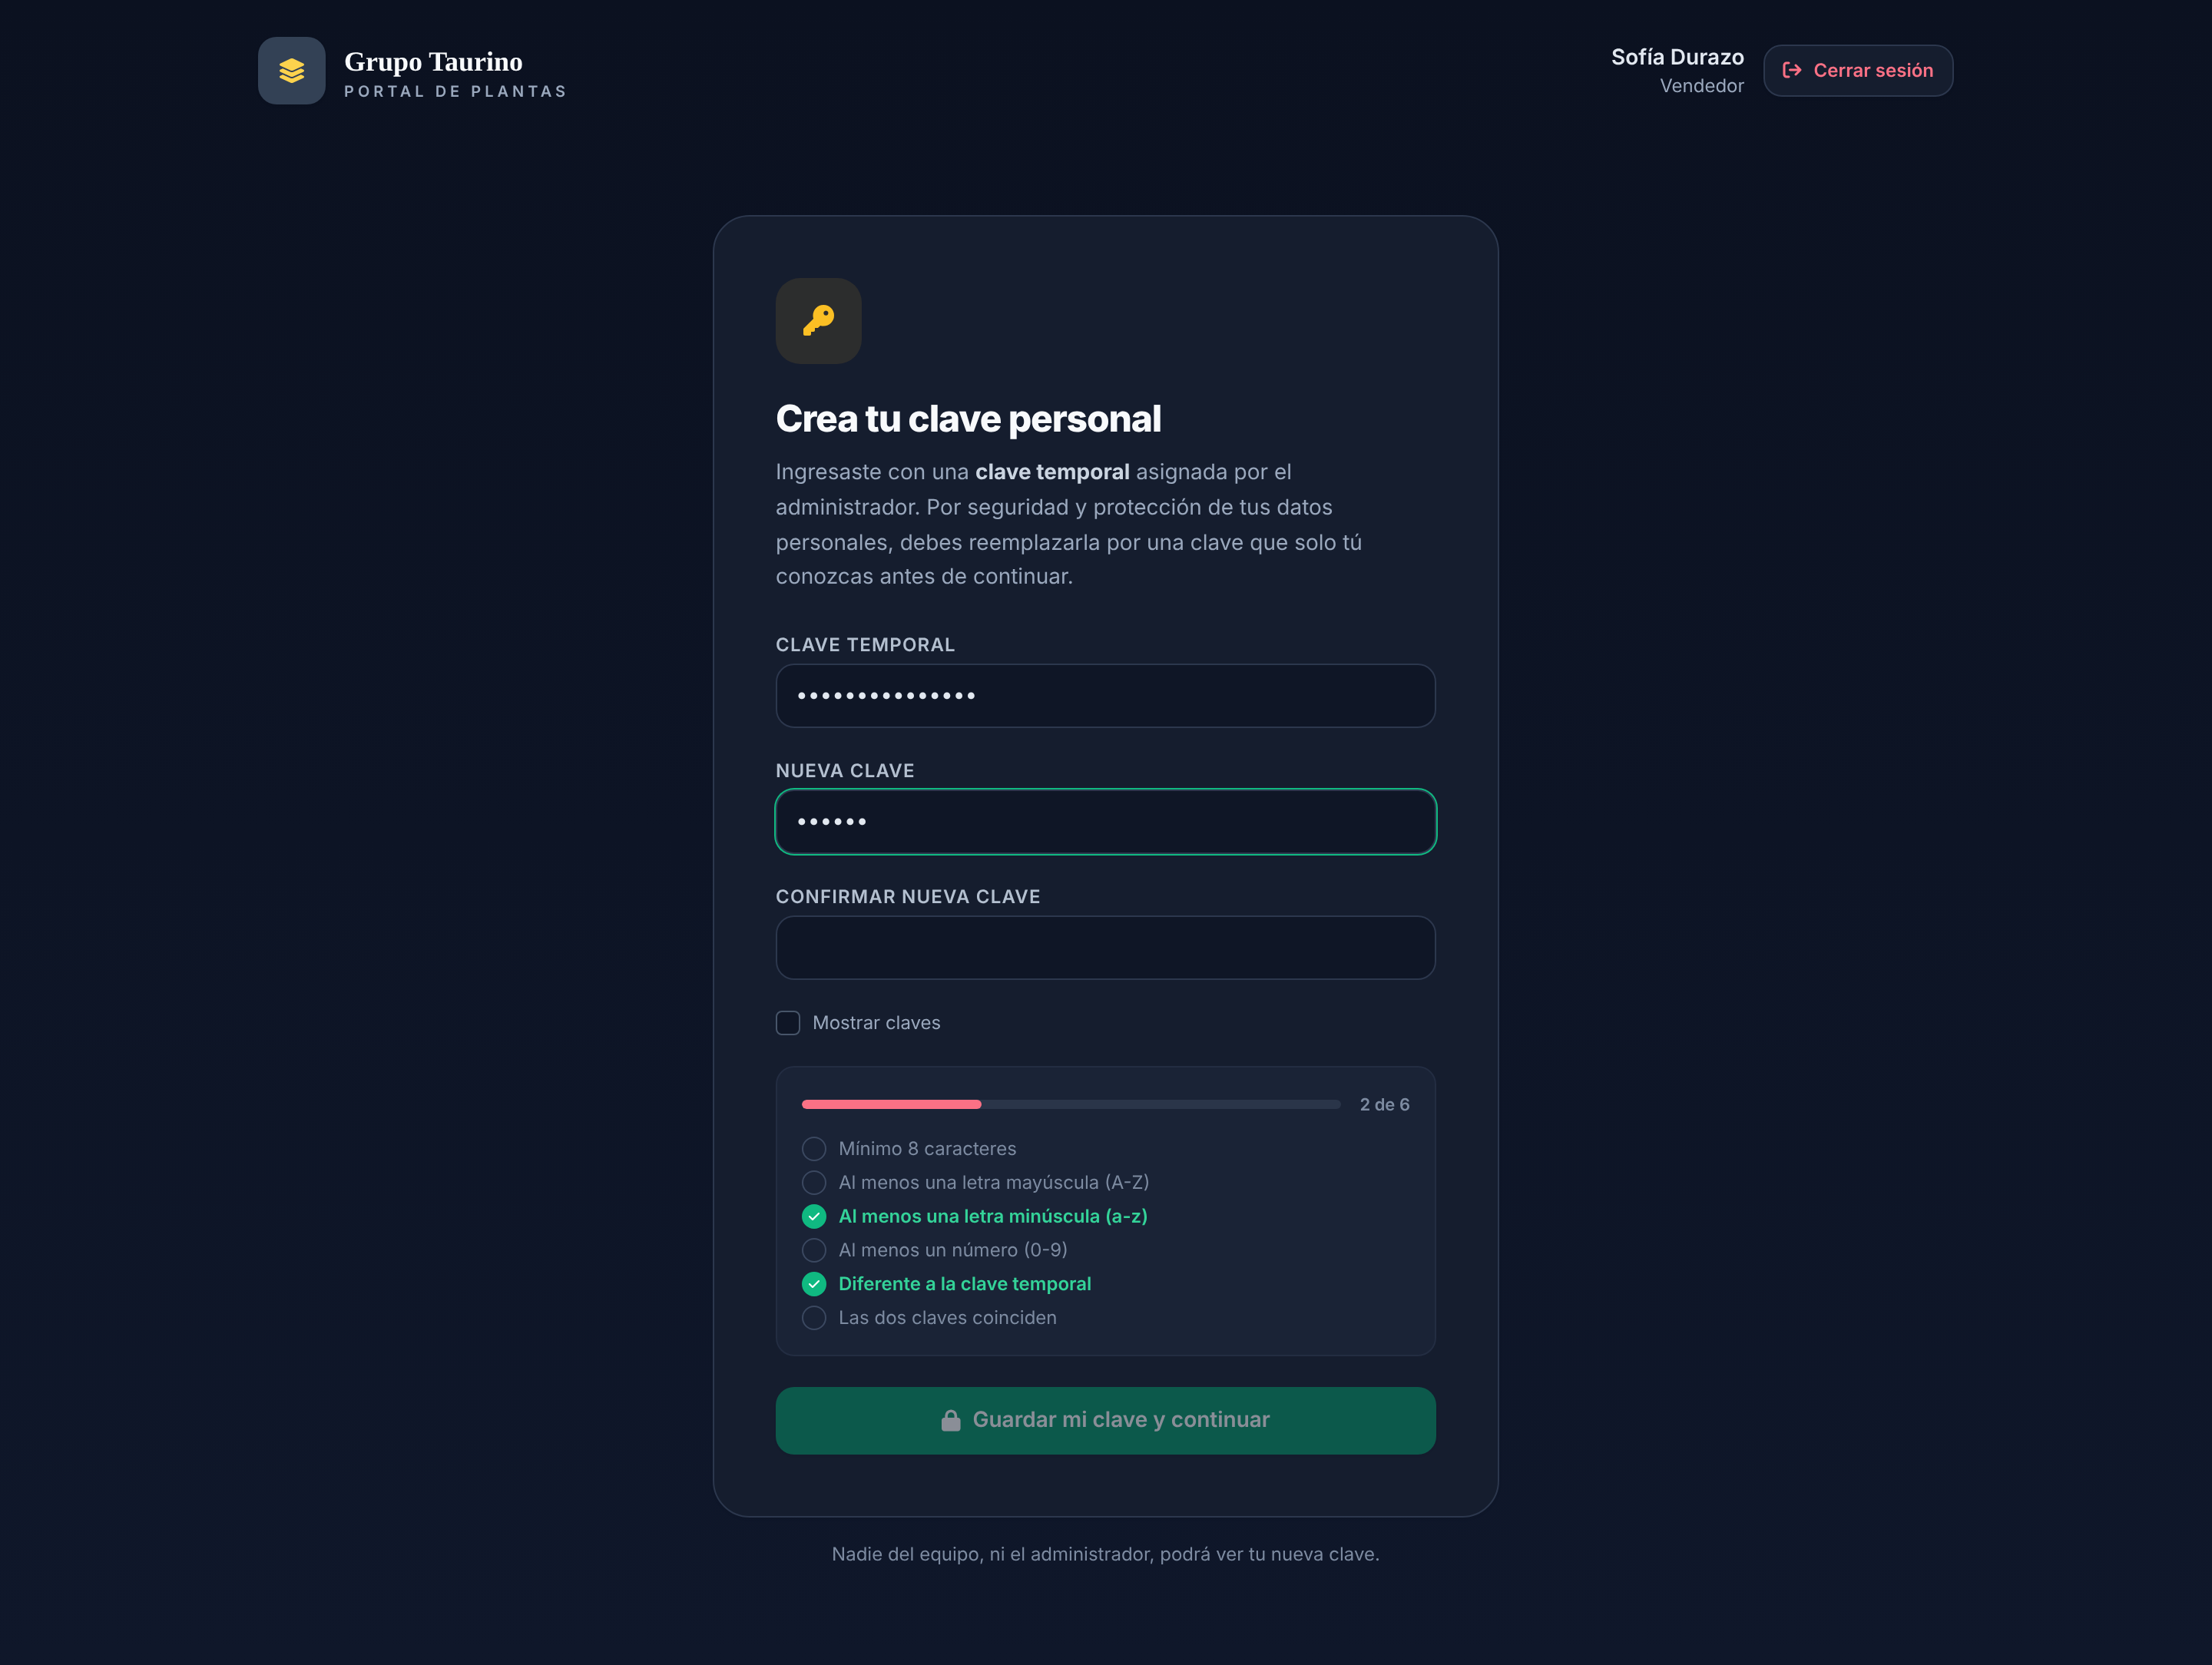 Grupo Taurino
PORTAL DE PLANTAS
Sofía Durazo
Vendedor
Cerrar sesión
Crea tu clave personal
Ingresaste con una clave temporal asignada por el
administrador. Por seguridad y protección de tus datos
personales, debes reemplazarla por una clave que solo tú
conozcas antes de continuar.
CLAVE TEMPORAL
•••••••••••••••
NUEVA CLAVE
••••••
CONFIRMAR NUEVA CLAVE
Mostrar claves
2 de 6
Mínimo 8 caracteres
Al menos una letra mayúscula (A-Z)
Al menos una letra minúscula (a-z)
Al menos un número (0-9)
Diferente a la clave temporal
Las dos claves coinciden
Guardar mi clave y continuar
Nadie del equipo, ni el administrador, podrá ver tu nueva clave.